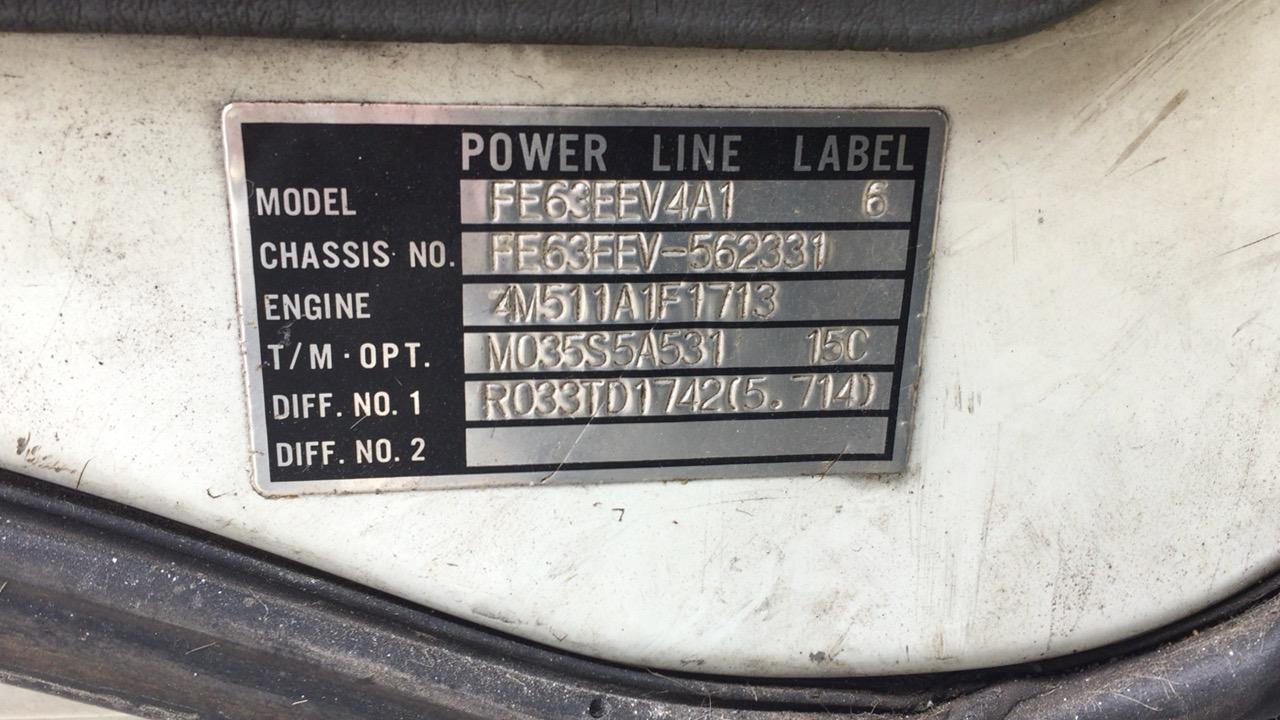 POWER LINE LABEL
MODEL FE63EEV4A1 6
CHASSIS NO. FE63EEV-562331
ENGINE 4M511A1F1713
T/M·OPT. M035S5A531 15C
DIFF. NO. 1 R033TD1742(5.714)
DIFF. NO. 2